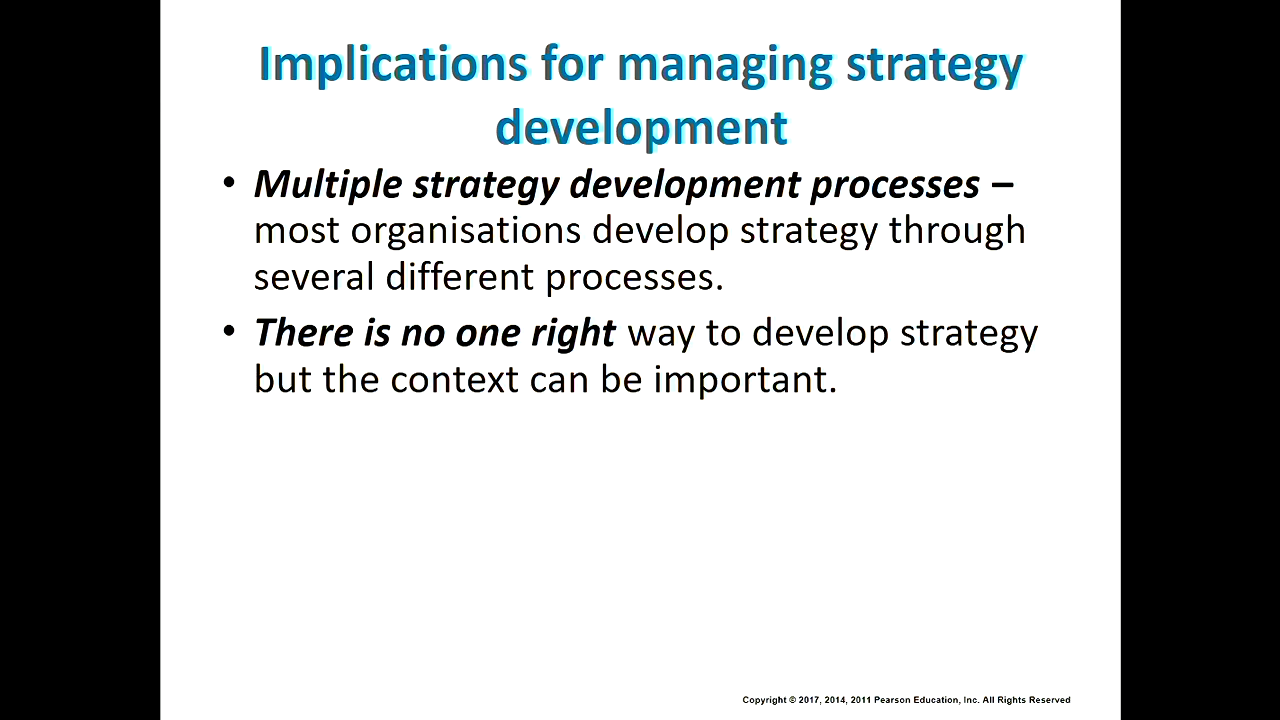 Implications for managing strategy
development
• Multiple strategy development processes –
most organisations develop strategy through
several different processes.
• There is no one right way to develop strategy
but the context can be important.
Copyright © 2017, 2014, 2011 Pearson Education, Inc. All Rights Reserved